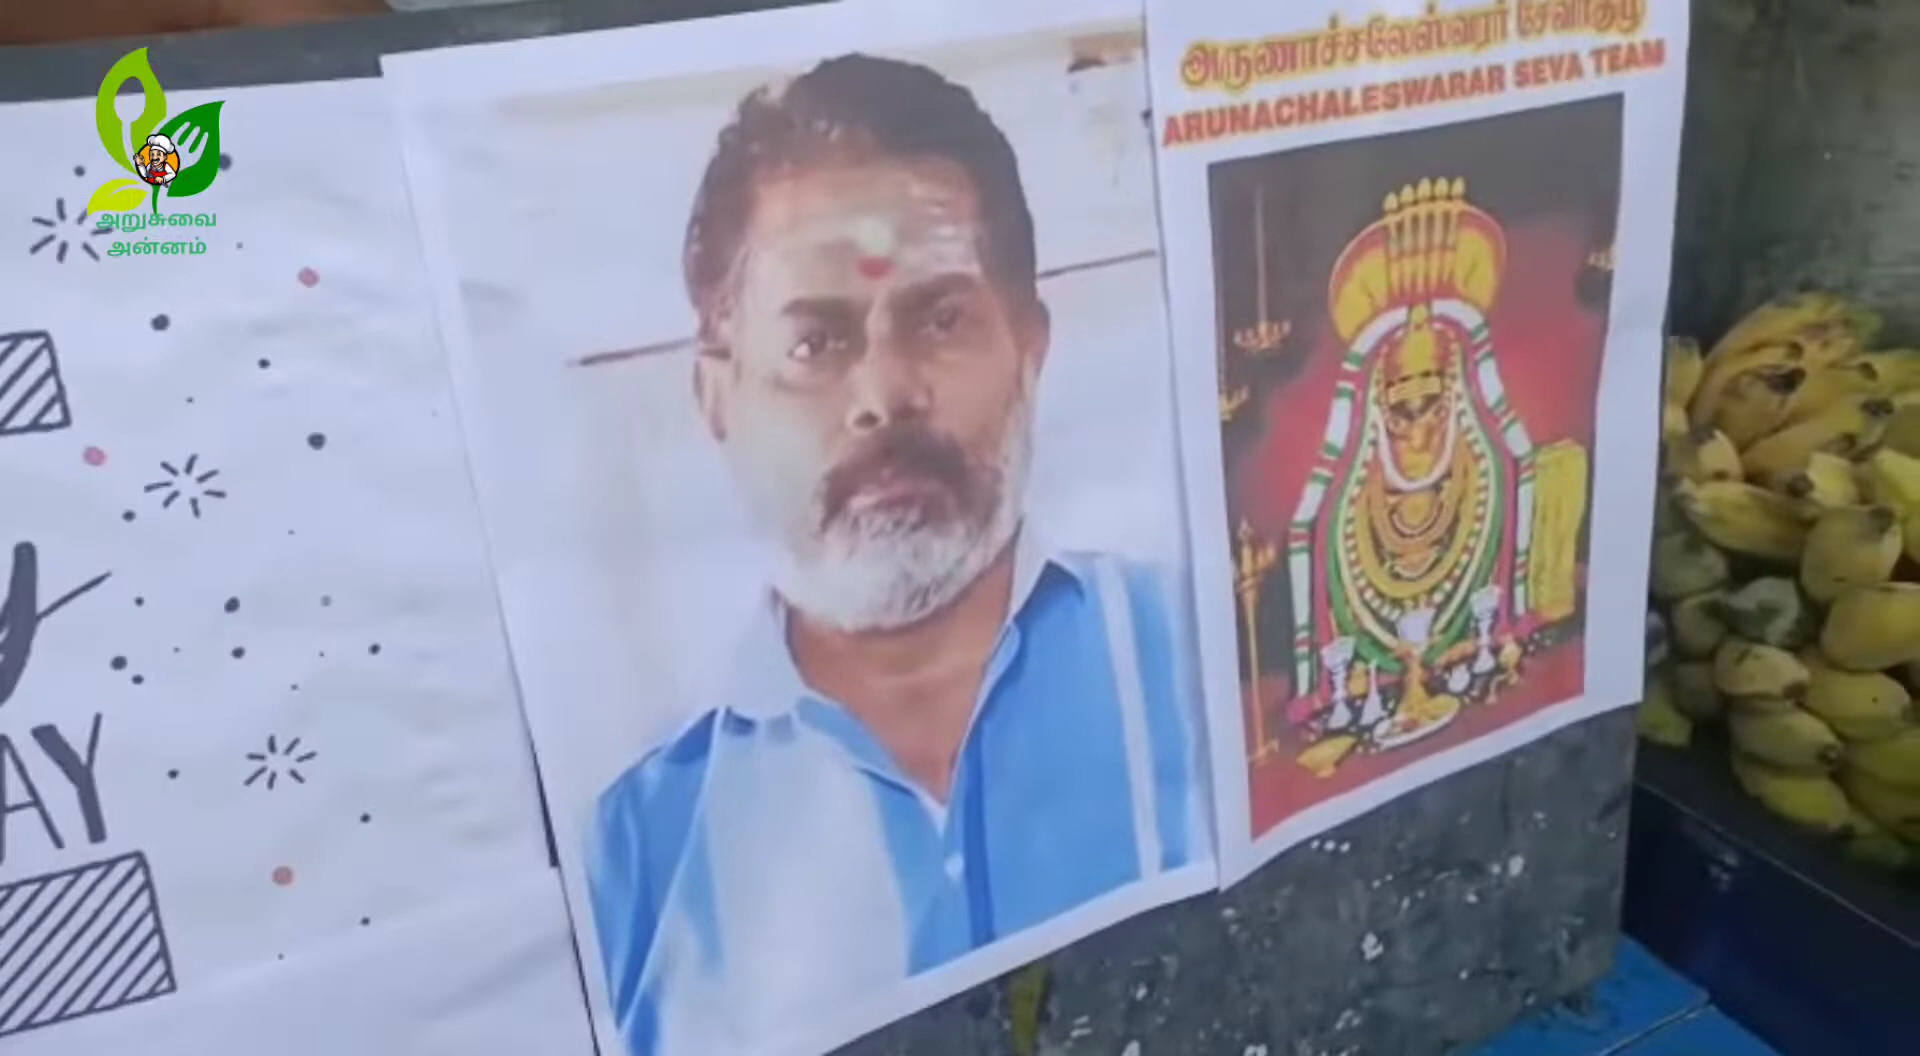 அறுசுவை
அன்னம்
AY
அருணாச்சலேஸ்வரர் சேவாகுழு
ARUNACHALESWARAR SEVA TEAM